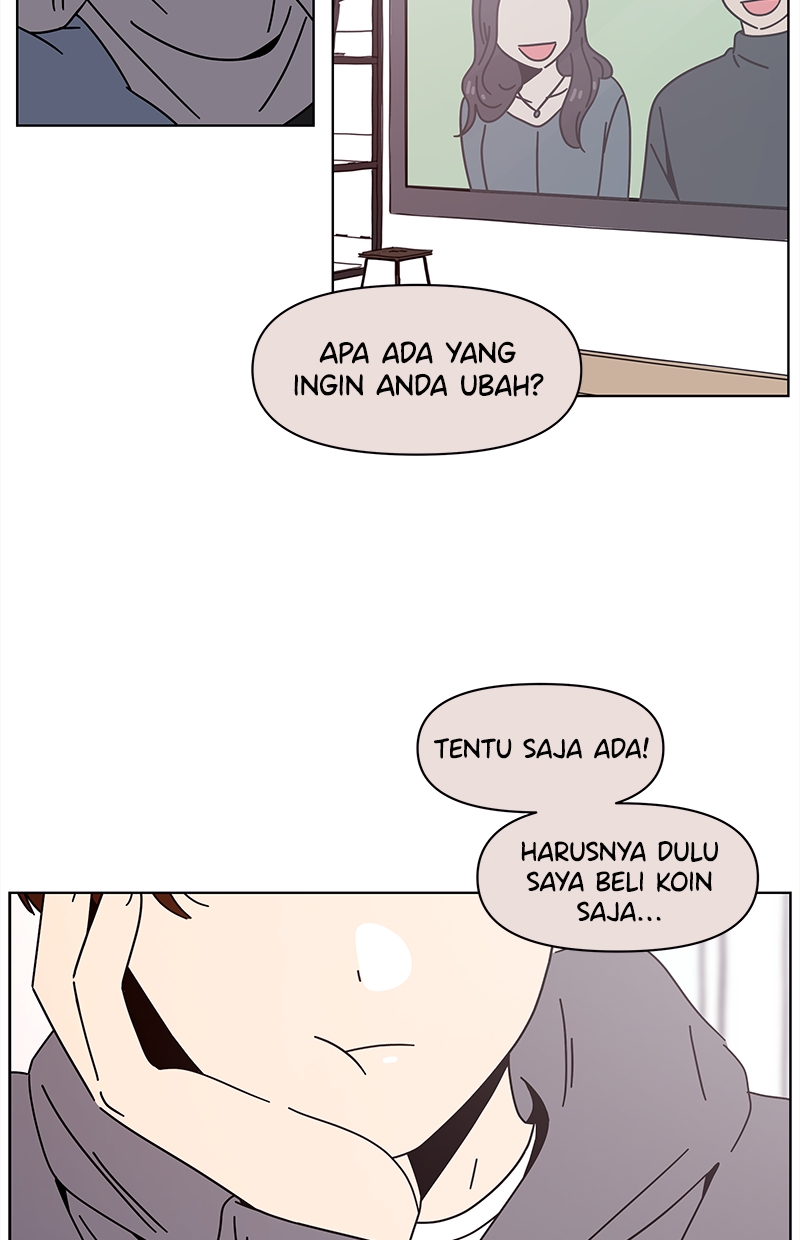 APA ADA YANG
INGIN ANDA UBAH?
TENTU SAJA ADA!
HARUSNYA DULU
SAYA BELI KOIN
SAJA...